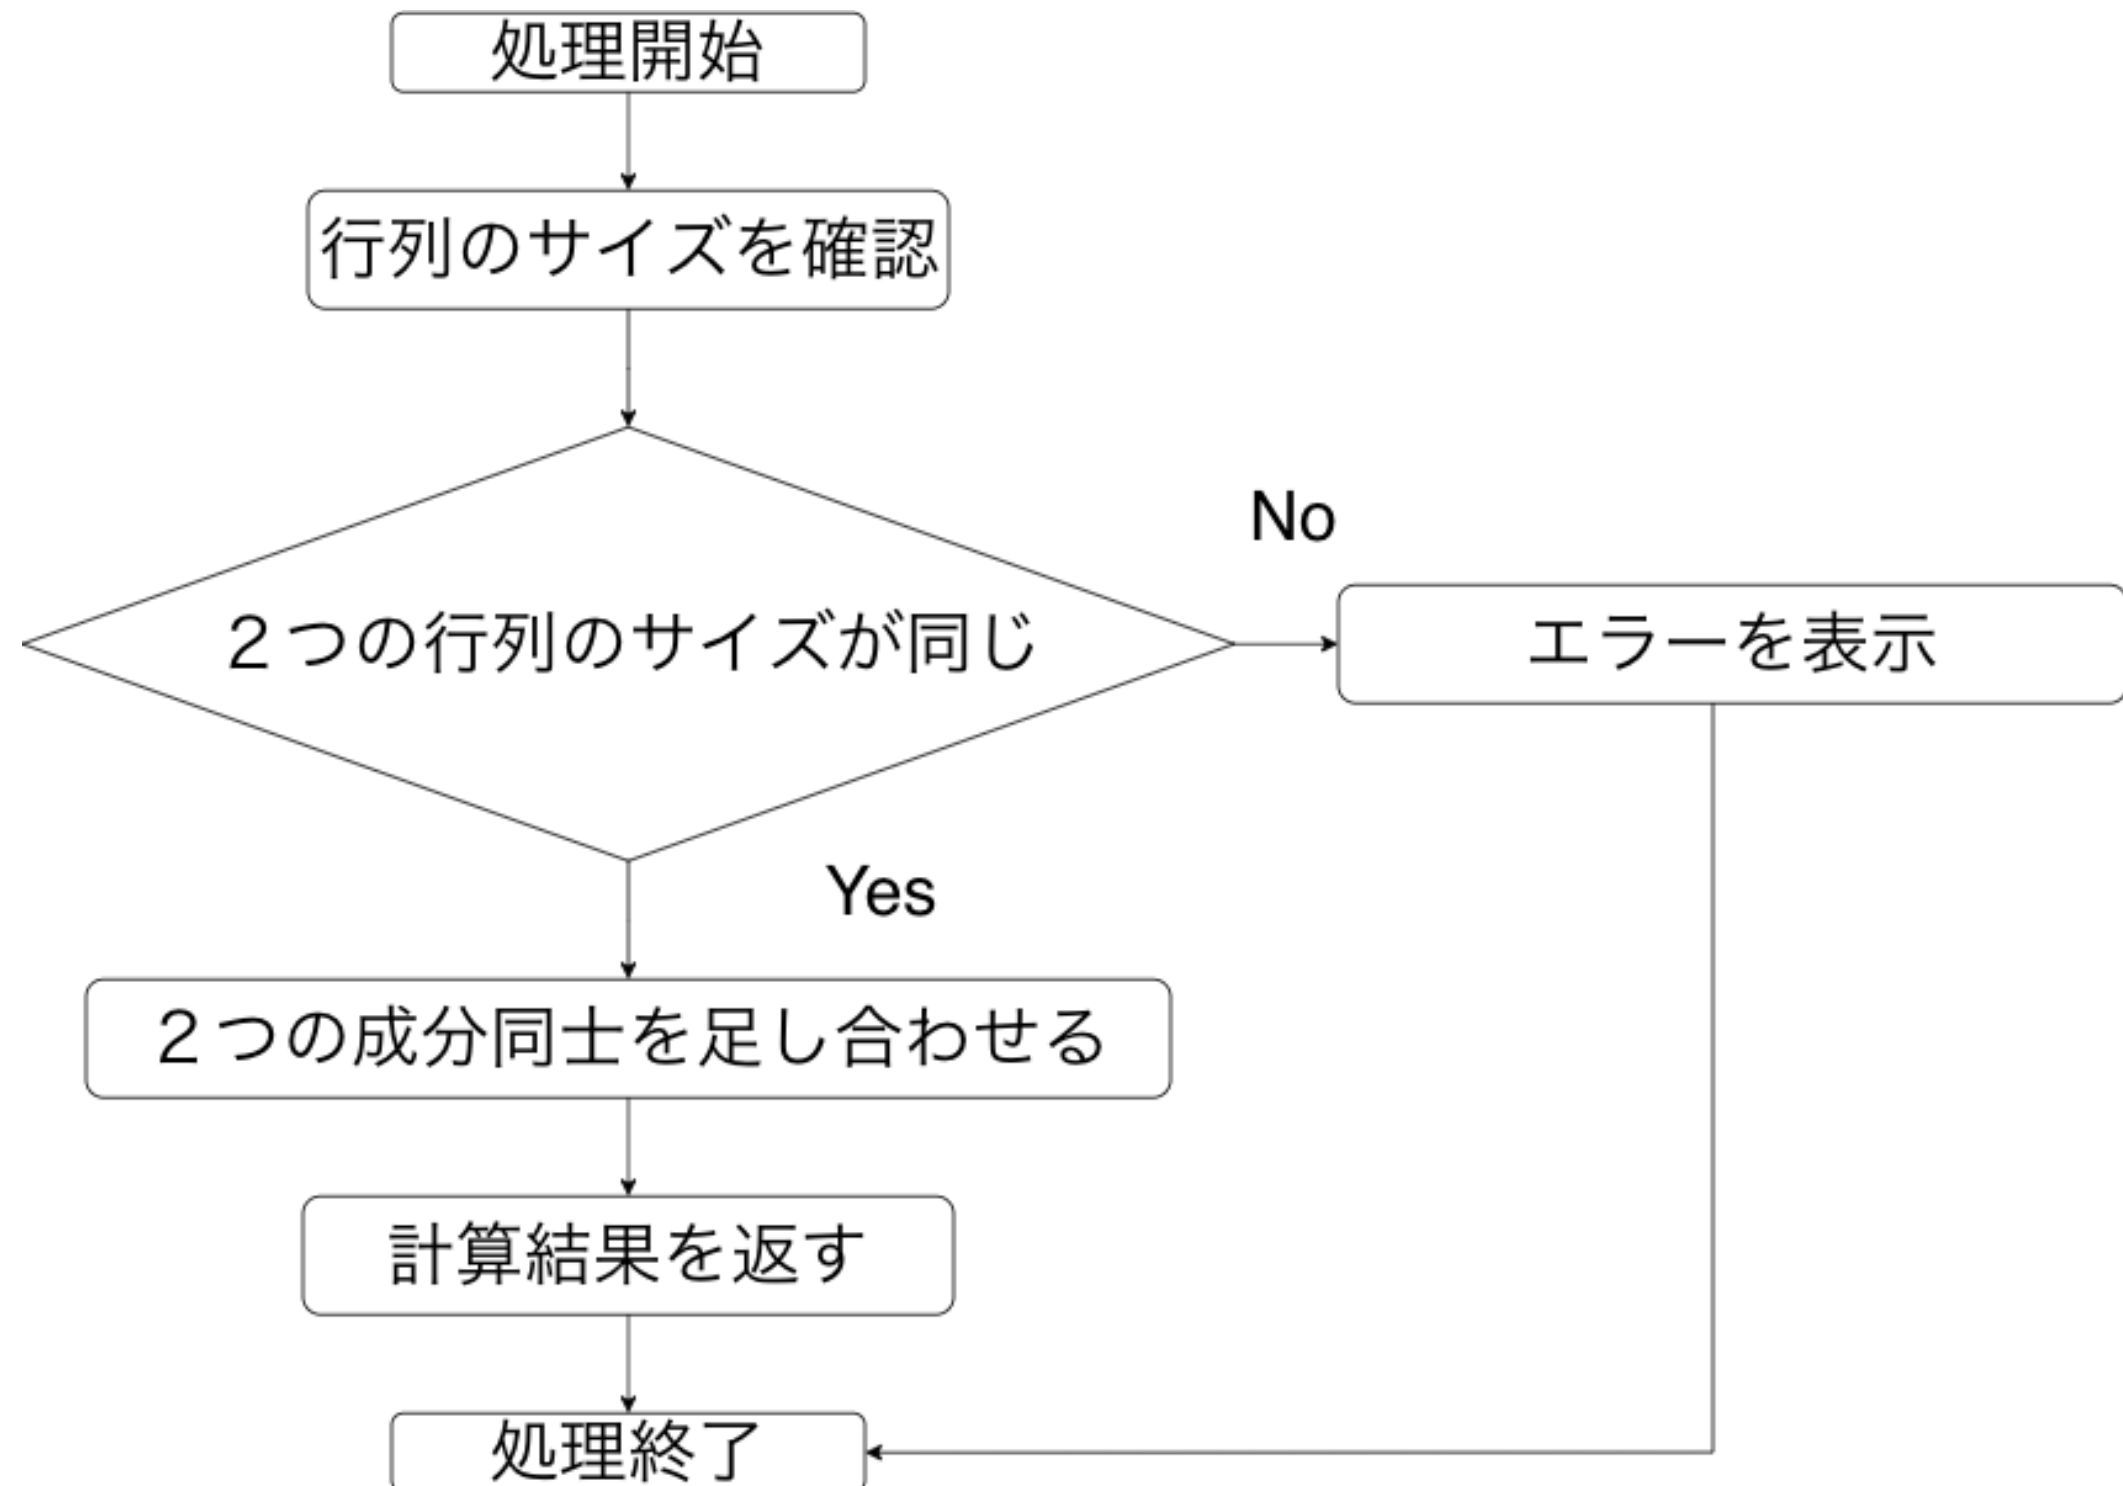 処理開始
行列のサイズを確認
２つの行列のサイズが同じ
No
エラーを表示
Yes
２つの成分同士を足し合わせる
計算結果を返す
処理終了